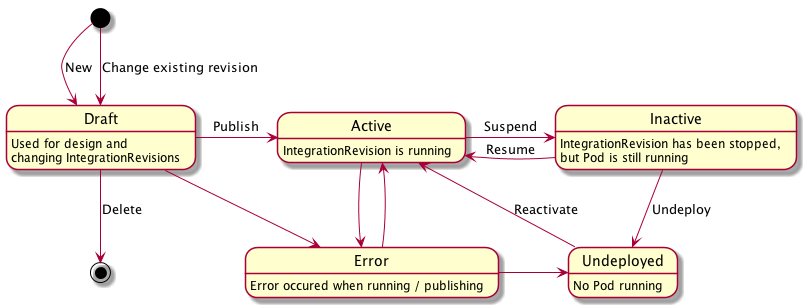 New
Change existing revision
Draft
Used for design and
changing IntegrationRevisions
Publish
Active
IntegrationRevision is running
Suspend
Resume
Inactive
IntegrationRevision has been stopped,
but Pod is still running
Delete
Reactivate
Undeploy
Error
Error occured when running / publishing
Undeployed
No Pod running